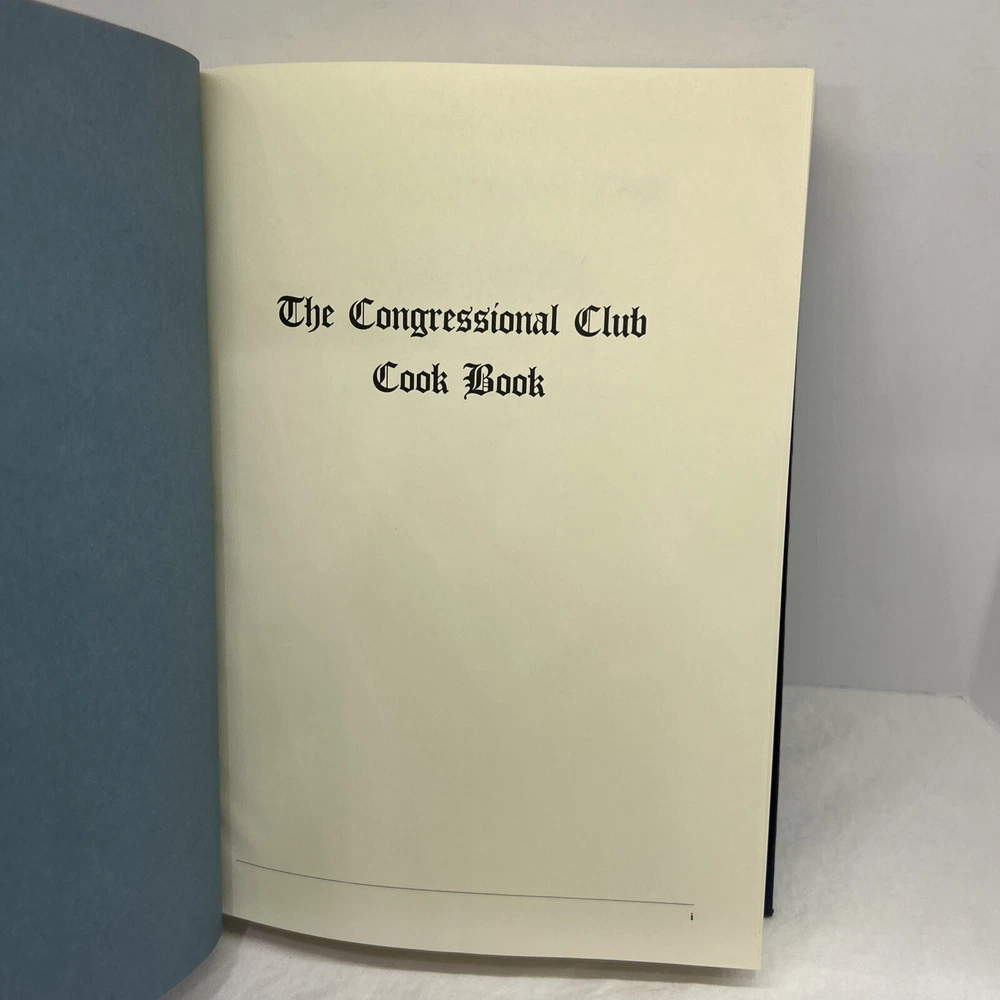 The Congressional Club
Cook Book
i